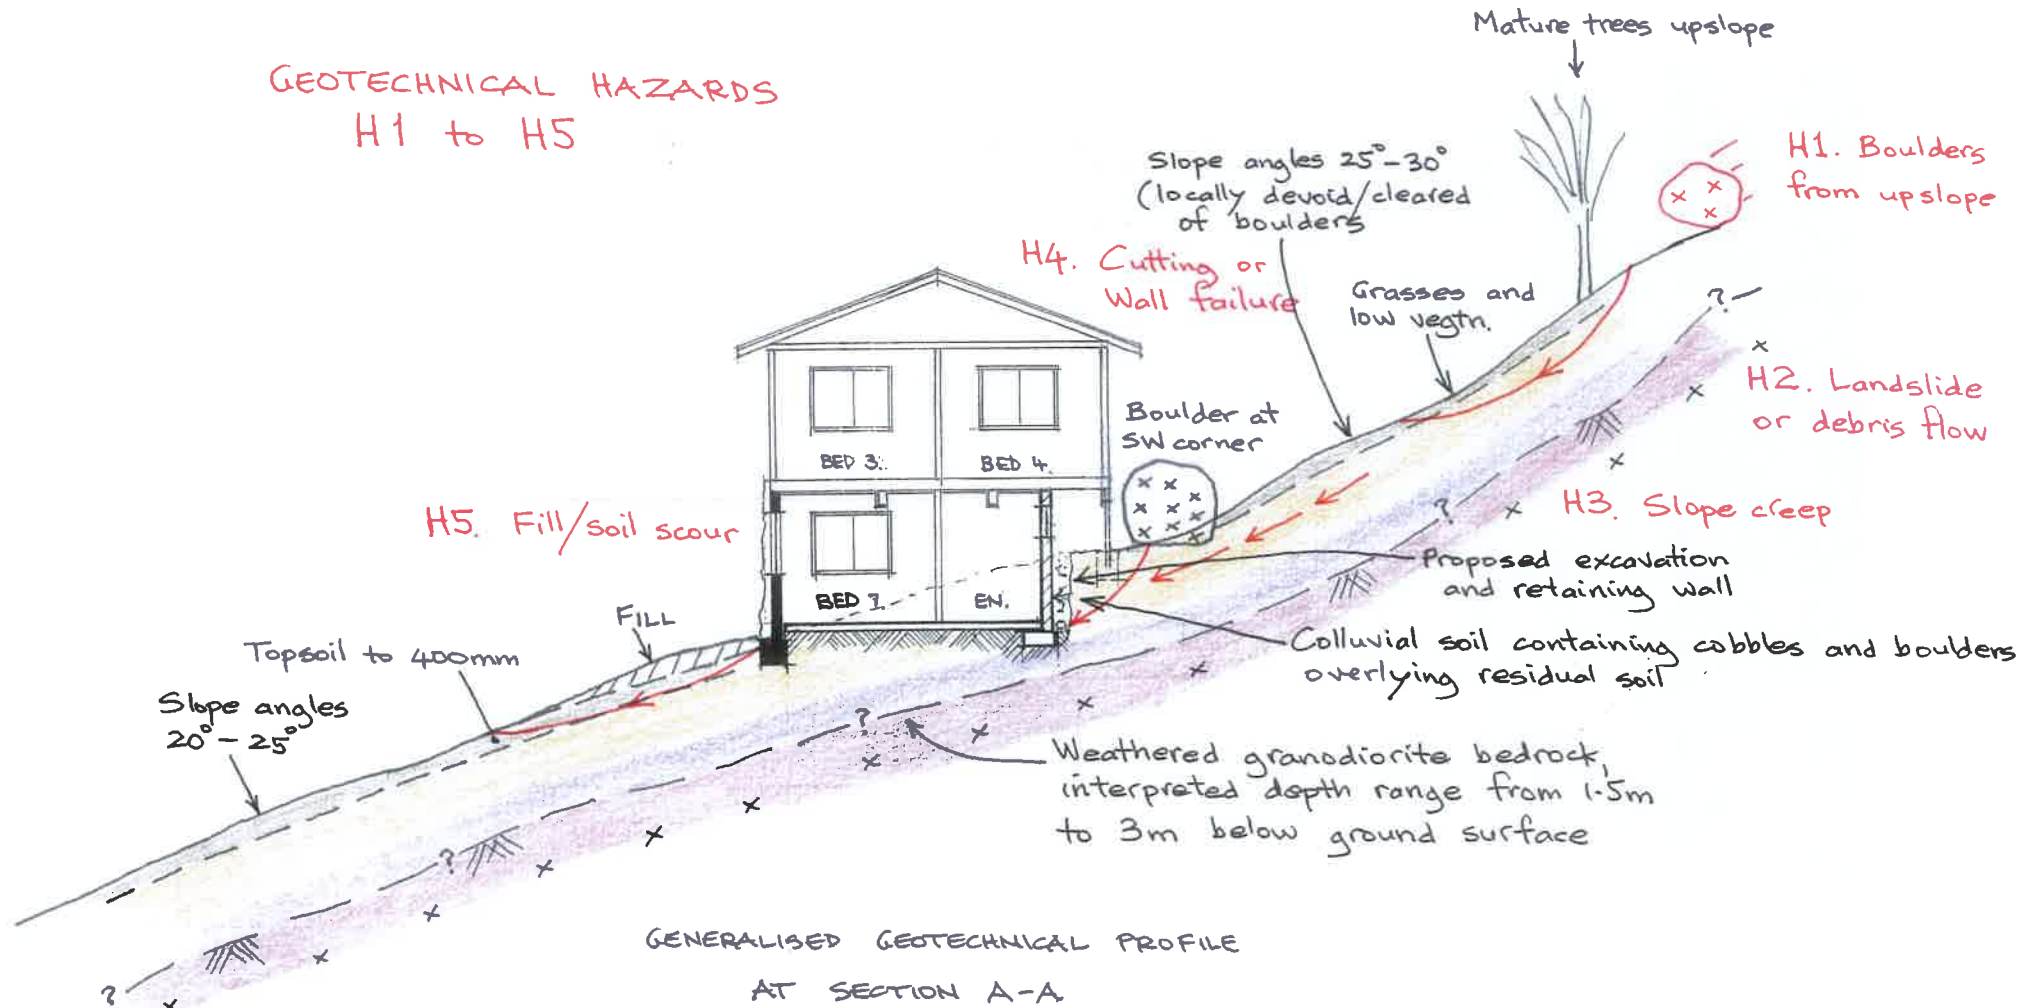 Mature trees upslope
GEOTECHNICAL HAZARDS
H1 to H5
H1. Boulders
from upslope
Slope angles 25°-30°
(locally devoid/cleared
of boulders
H4. Cutting or
Wall failure
Grasses and
low vegtn.
?
H2. Landslide
or debris flow
Boulder at
SW corner
BED 3.
BED 4.
H5. Fill/soil scour
H3. Slope creep
?
Proposed excavation
and retaining wall
BED 7.
EN.
FILL
Colluvial soil containing cobbles and boulders
overlying residual soil
Topsoil to 400mm
Slope angles
20°-25°
?
Weathered granodiorite bedrock,
interpreted depth range from 1.5m
to 3m below ground surface
?
GENERALISED GEOTECHNICAL PROFILE
AT SECTION A-A
?